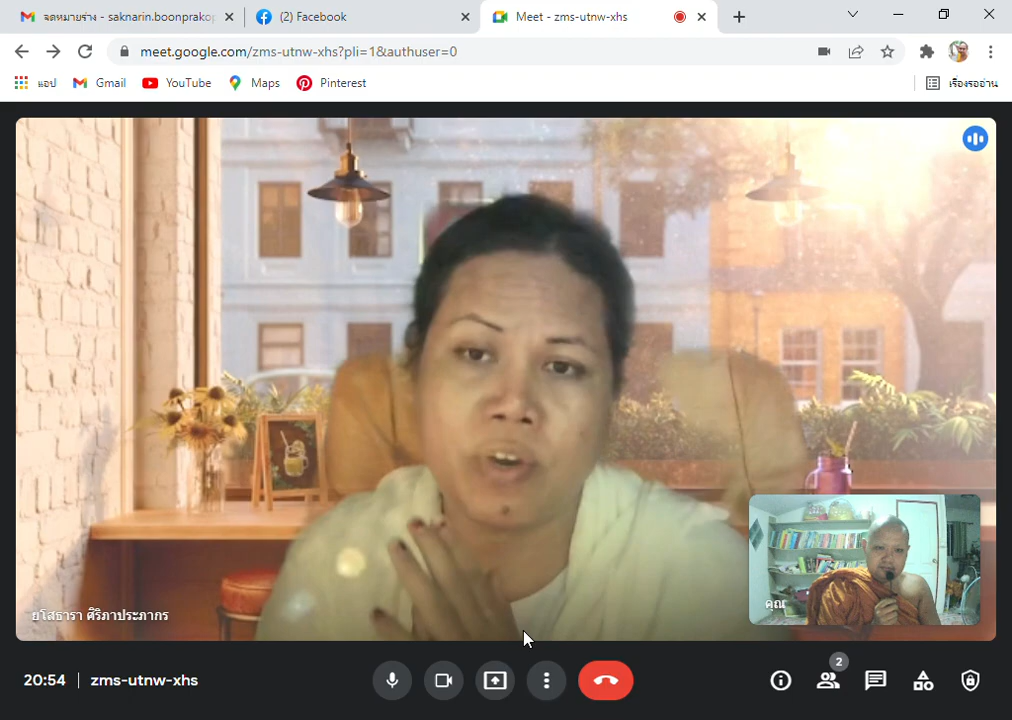 จดหมายร่าง - saknarin.boonprakop
(2) Facebook
Meet - zms-utnw-xhs
meet.google.com/zms-utnw-xhs?pli=1&authuser=0
แอป
Gmail
YouTube
Maps
Pinterest
เรื่องรออ่าน
ยโสธารา ศิริภาประภากร
คุณ
20:54 | zms-utnw-xhs
2